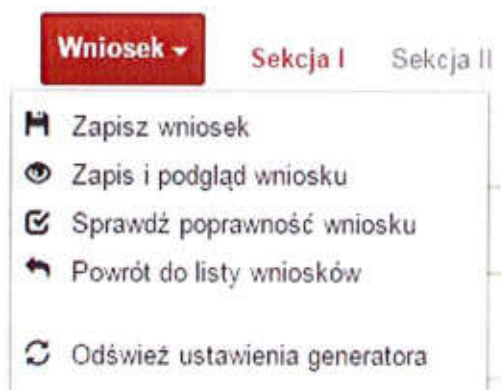 Wniosek Sekcja I Sekcja II
Zapisz wniosek
Zapis i podgląd wniosku
Sprawdź poprawność wniosku
Powrót do listy wniosków
Odśwież ustawienia generatora